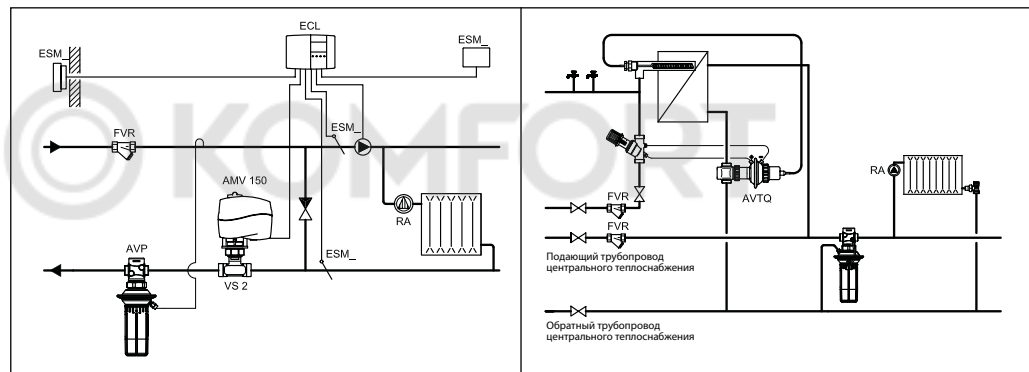 ECL
ESM_
ESM_
KOMFORT
FVR
ESM_
AMV 150
RA
AVP
ESM_
VS 2
FVR
AVTQ
RA
FVR
Подающий трубопровод
центрального теплоснабжения
Обратный трубопровод
центрального теплоснабжения